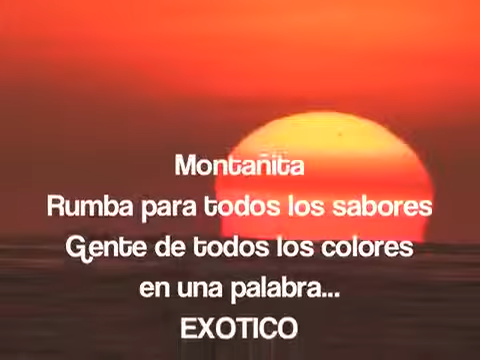 Montañita
Rumba para todos los sabores
Gente de todos los colores
en una palabra...
EXOTICO